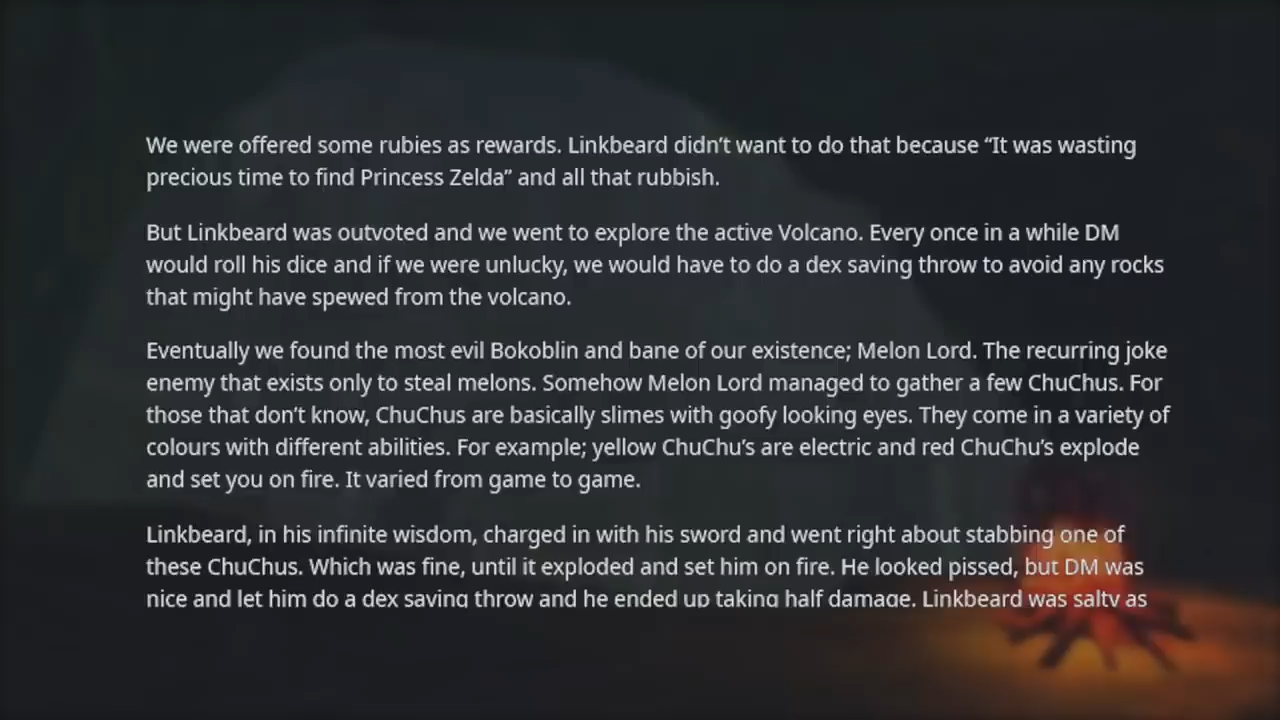 We were offered some rubies as rewards. Linkbeard didn’t want to do that because “It was wasting
precious time to find Princess Zelda” and all that rubbish.
But Linkbeard was outvoted and we went to explore the active Volcano. Every once in a while DM
would roll his dice and if we were unlucky, we would have to do a dex saving throw to avoid any rocks
that might have spewed from the volcano.
Eventually we found the most evil Bokoblin and bane of our existence; Melon Lord. The recurring joke
enemy that exists only to steal melons. Somehow Melon Lord managed to gather a few ChuChus. For
those that don’t know, ChuChus are basically slimes with goofy looking eyes. They come in a variety of
colours with different abilities. For example; yellow ChuChu’s are electric and red ChuChu’s explode
and set you on fire. It varied from game to game.
Linkbeard, in his infinite wisdom, charged in with his sword and went right about stabbing one of
these ChuChus. Which was fine, until it exploded and set him on fire. He looked pissed, but DM was
nice and let him do a dex saving throw and he ended up taking half damage. Linkbeard was salty as